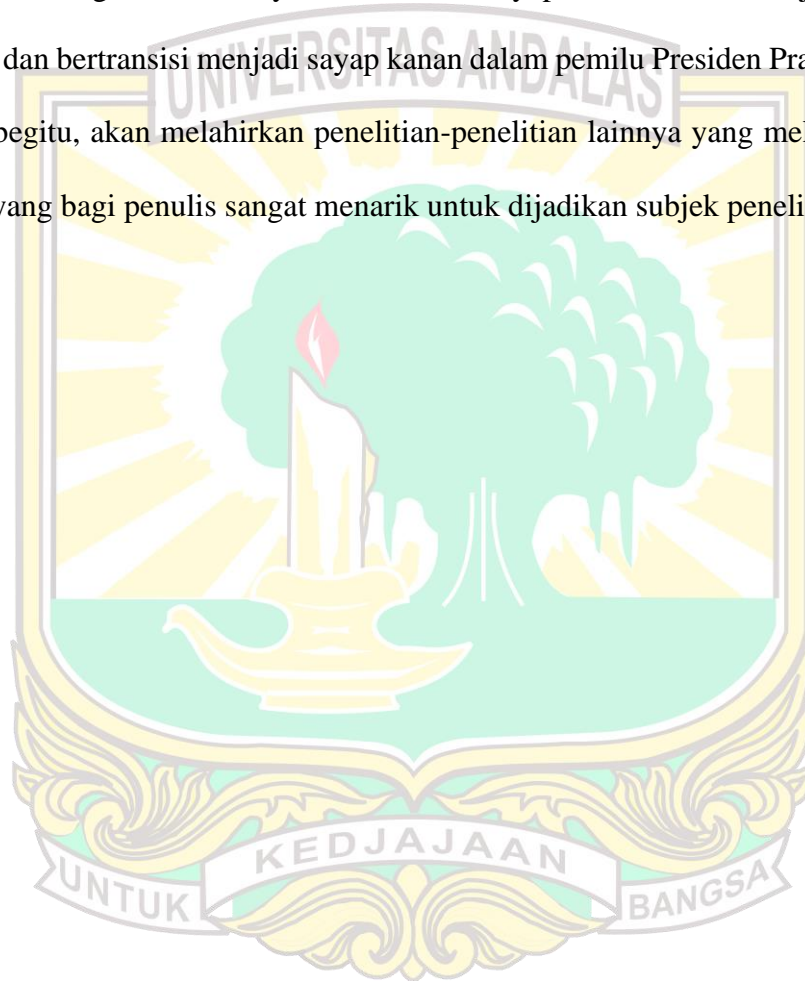 dan bertransisi menjadi sayap kanan dalam pemilu Presiden
begitu, akan melahirkan penelitian-penelitian lainnya yang
yang bagi penulis sangat menarik untuk dijadikan subjek
UNIVERSITAS ANDALAS
UNTUK
KEDJAJAAN
BANGSA